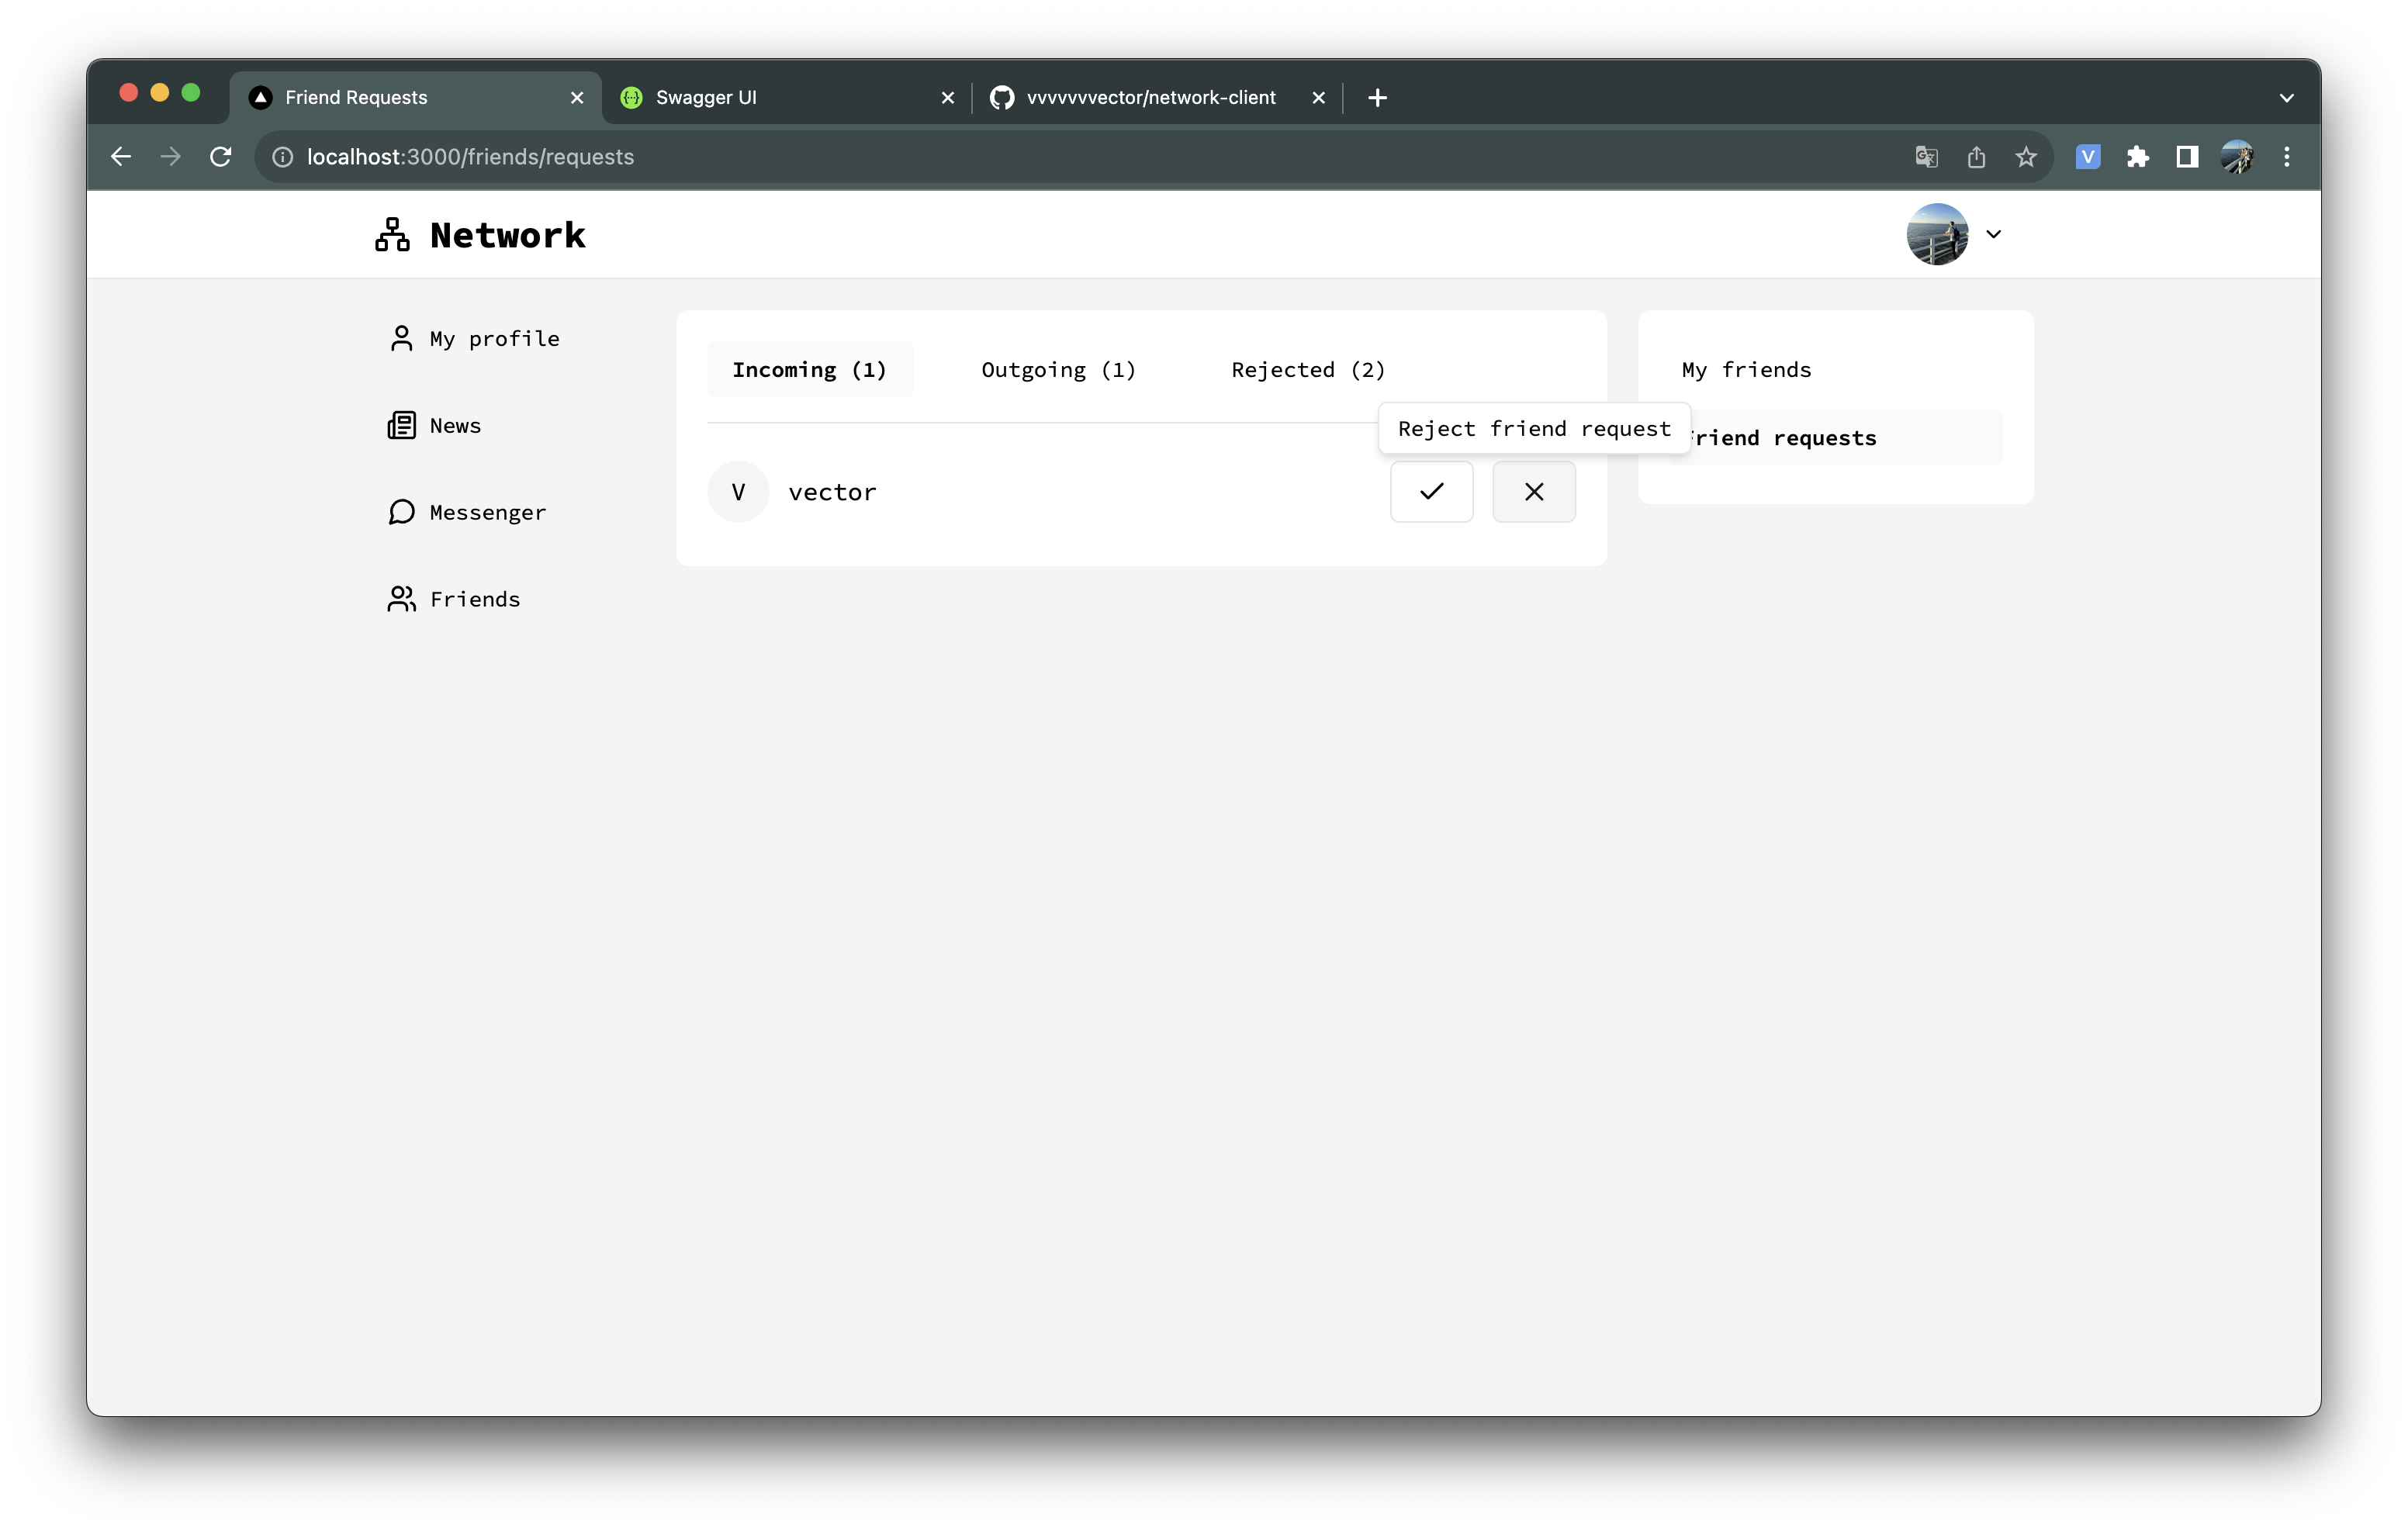 Friend Requests
Swagger UI
vvvvvvvector/network-client
localhost:3000/friends/requests
V
Network
My profile
News
Messenger
Friends
Incoming (1)
Outgoing (1)
Rejected (2)
Reject friend request
V
vector
My friends
riend requests